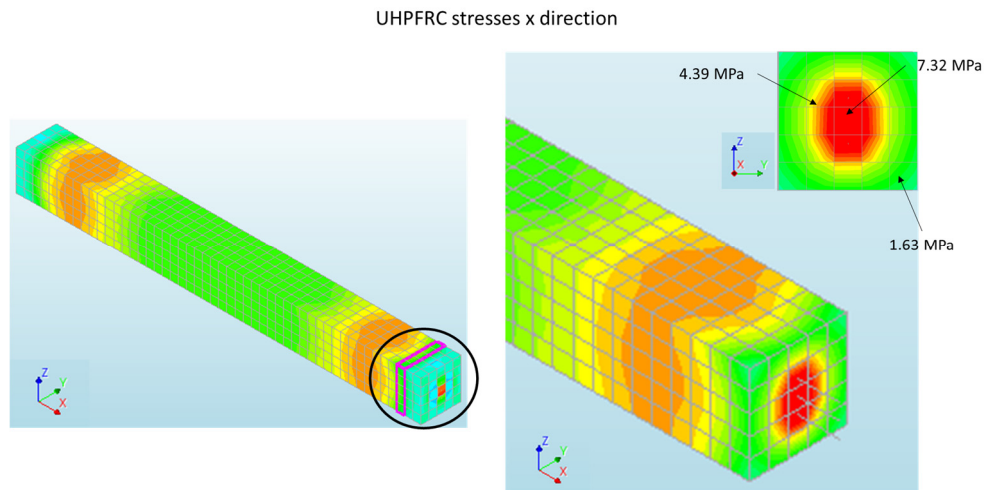 UHPFRC stresses x direction
4.39 MPa
7.32 MPa
Z
X
Y
1.63 MPa
Z
Y
X
Z
Y
X